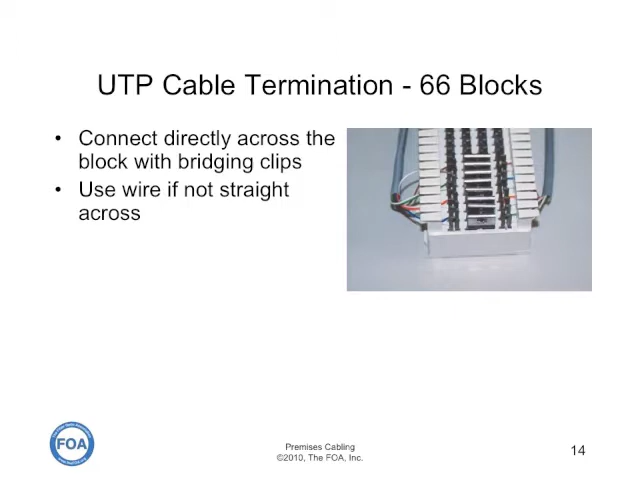 UTP Cable Termination - 66 Blocks
• Connect directly across the
block with bridging clips
• Use wire if not straight
across
FOA
Premises Cabling
©2010, The FOA, Inc.
14